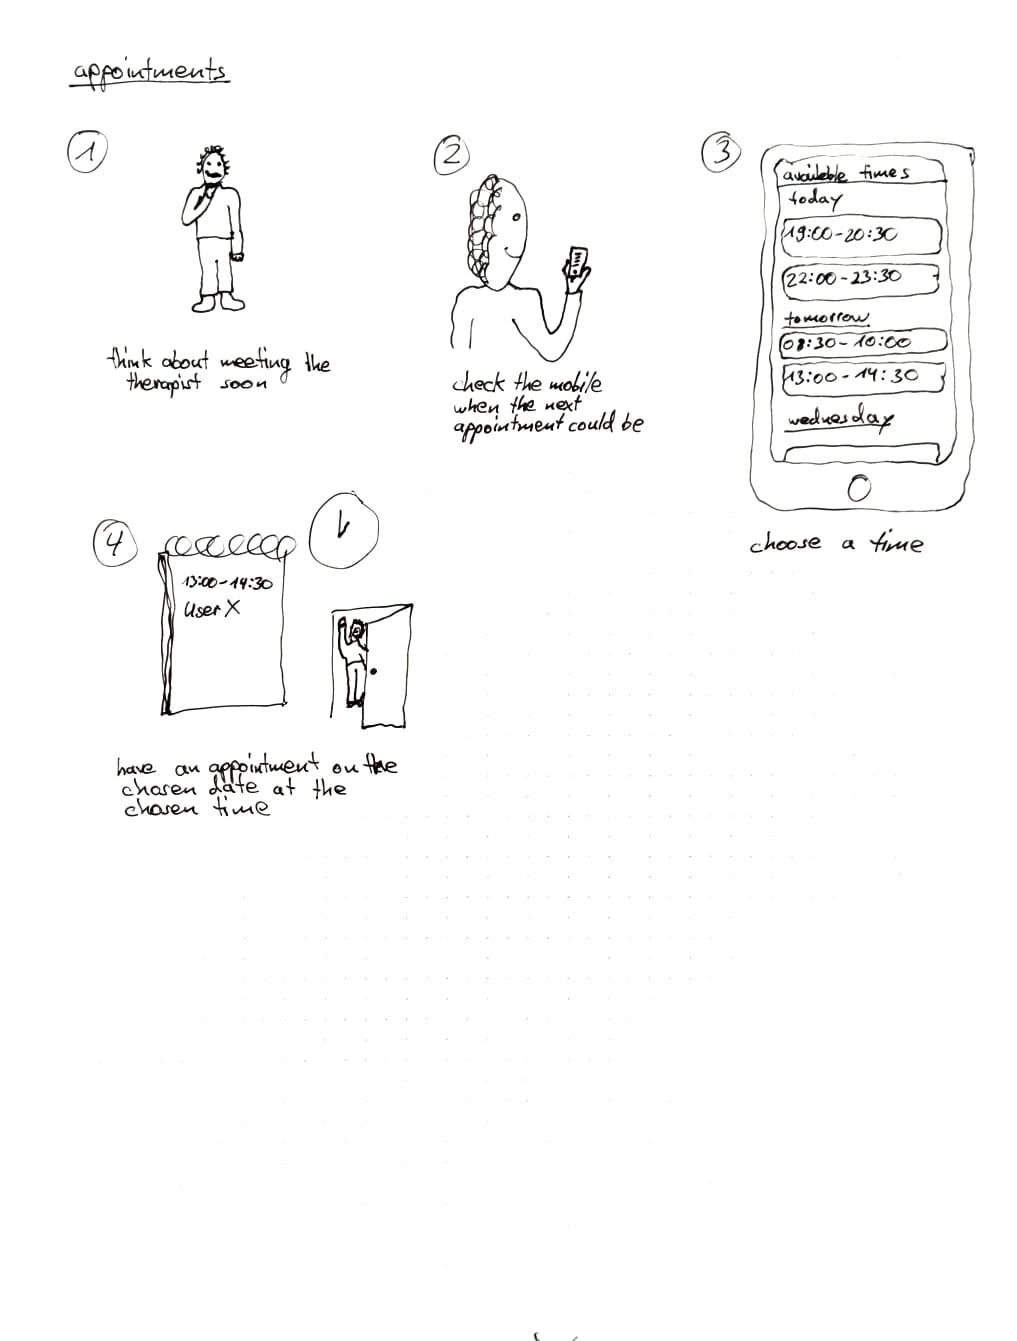 appointments
1
think about meeting the
therapist soon
2
check the mobile
when the next
appointment could be
3
available times
today
19:00-20:30
22:00-23:30
tomorrow
08:30-10:00
13:00-14:30
wednesday
choose a time
4
13:00-14:30
User X
have an appointment on the
chosen date at the
chosen time